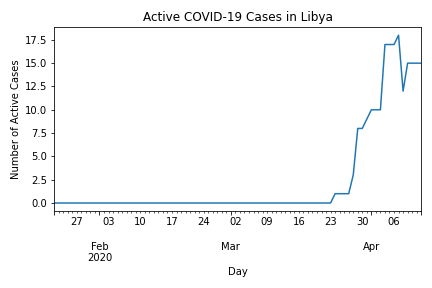 Active COVID-19 Cases in Libya
17.5
15.0
12.5
10.0
7.5
5.0
2.5
0.0
Number of Active Cases
27 03 10 17 24 02 09 16 23 30 06
Feb Mar Apr
2020
Day